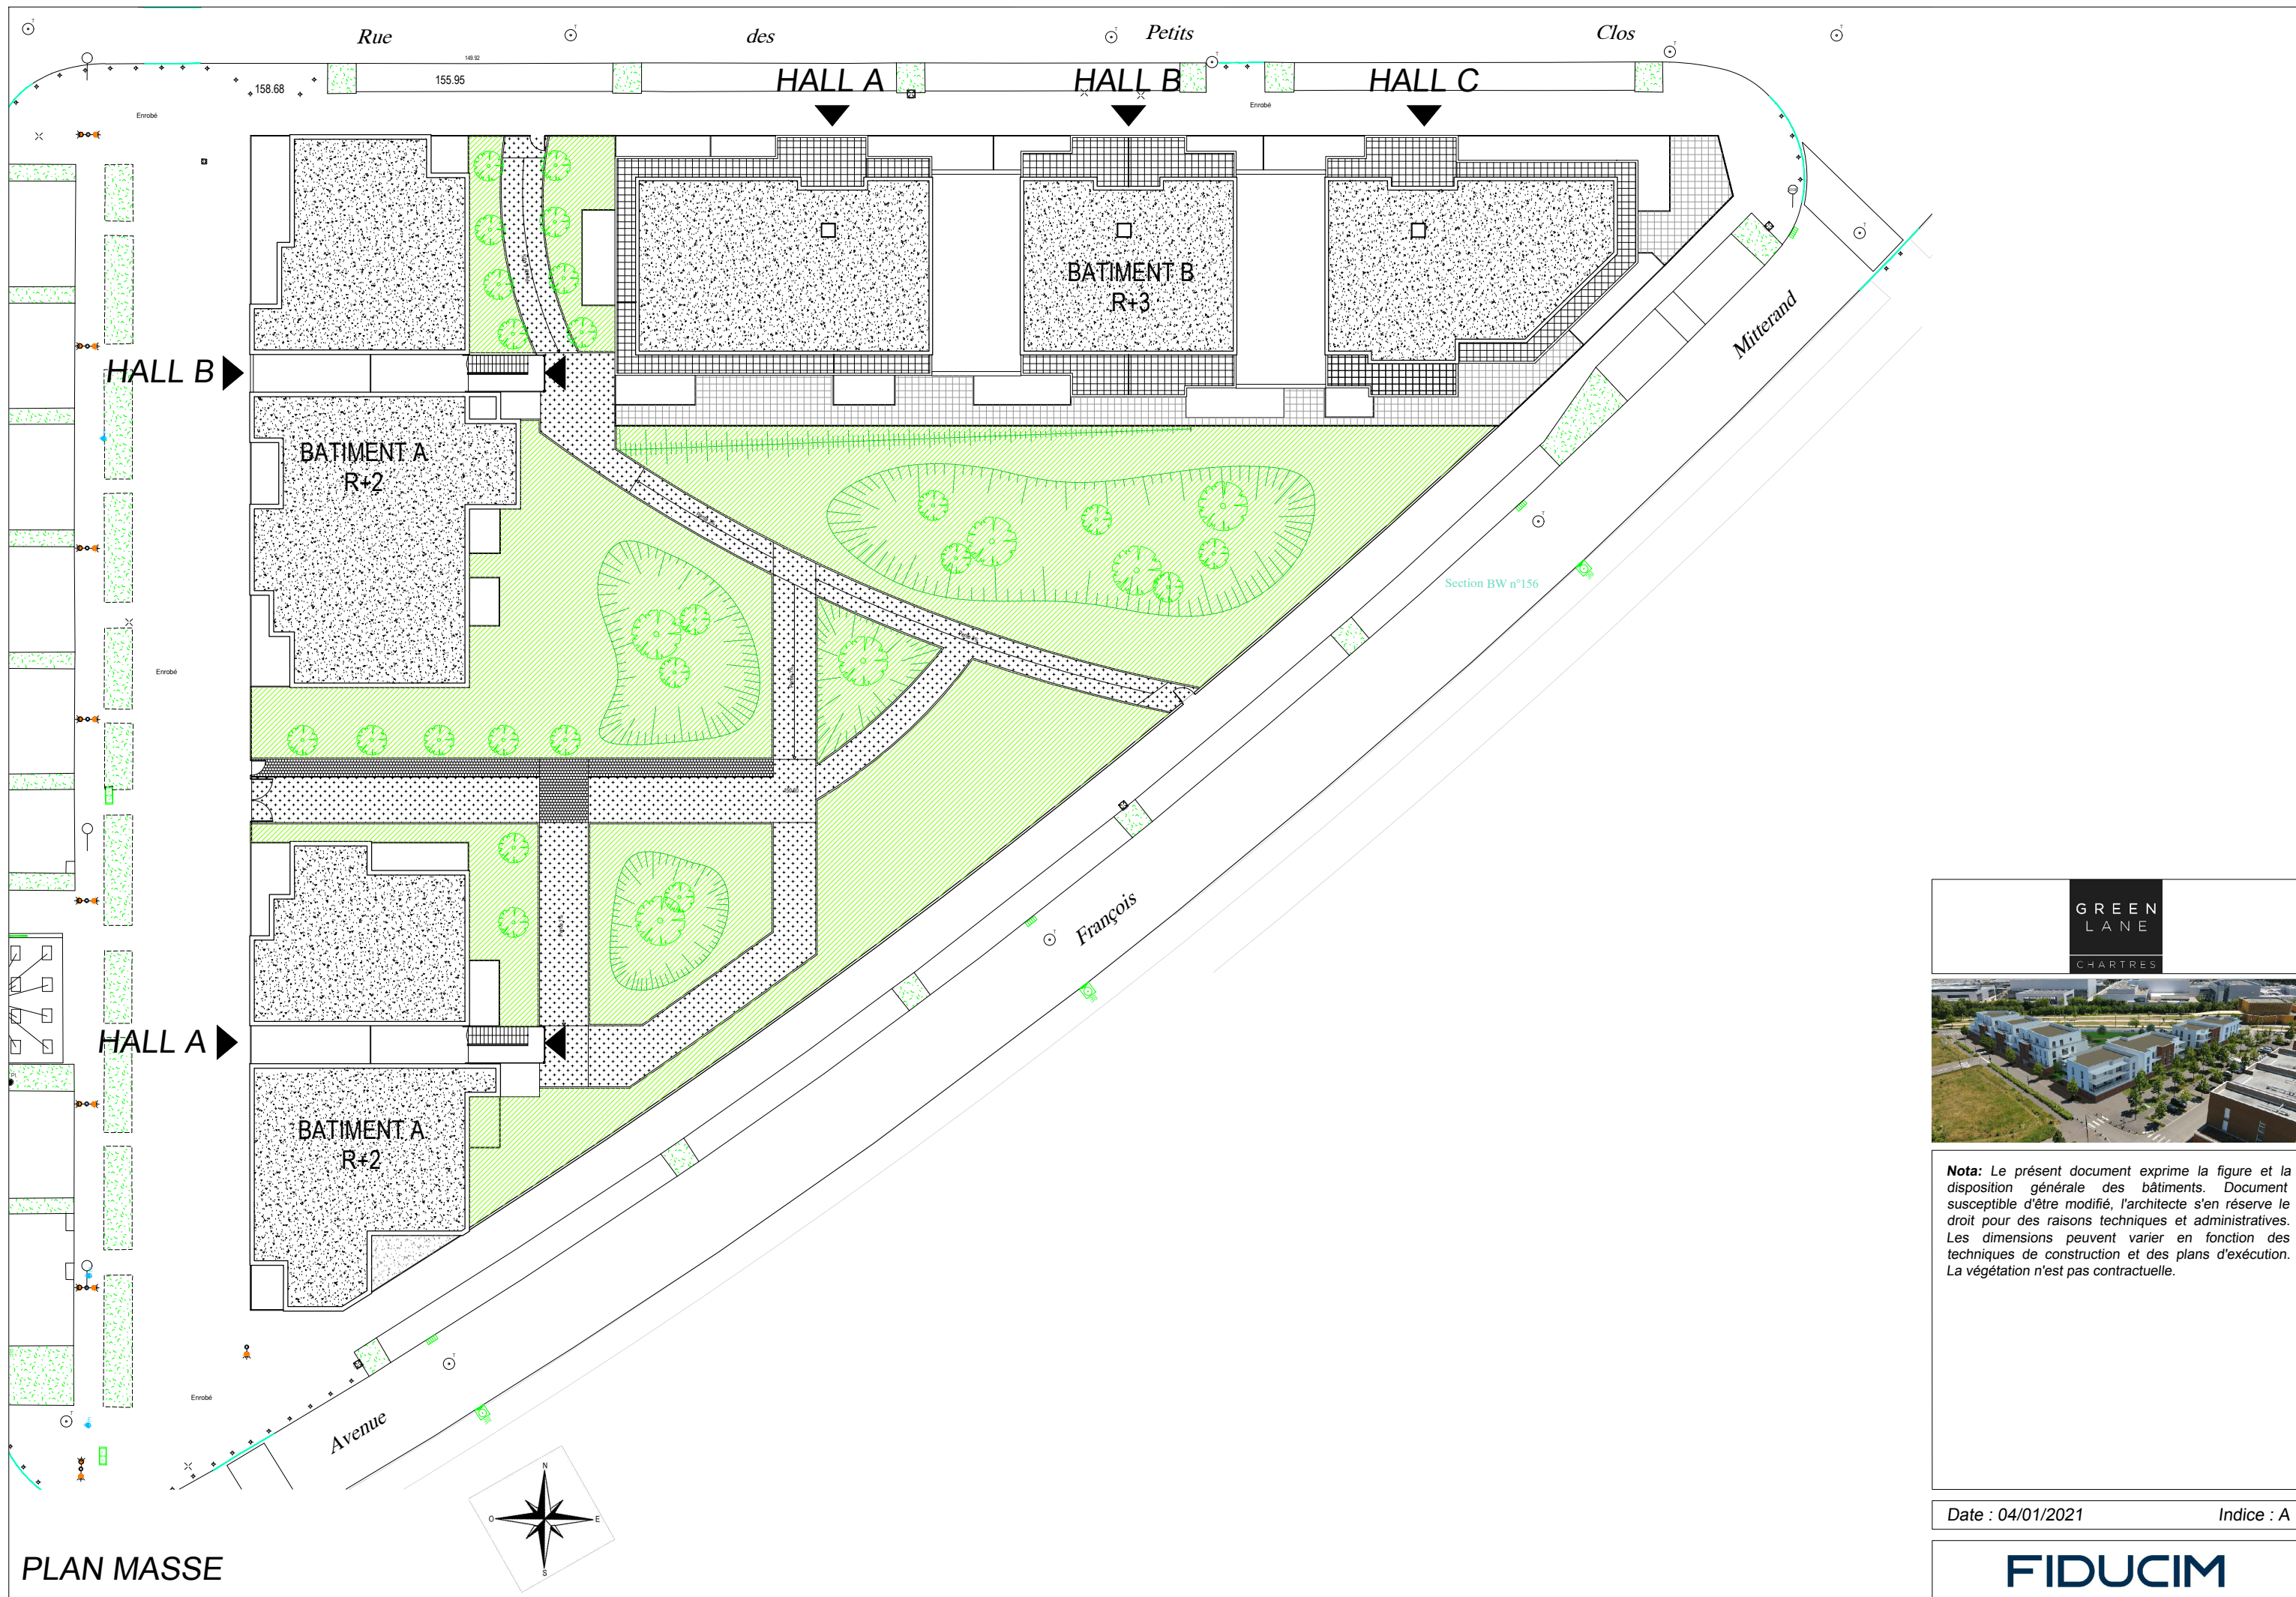 Rue des Petits Clos
149.92
158.68
155.95
HALL A
HALL B
HALL C
Enrobé
Enrobé
BATIMENT B
R+3
HALL B
BATIMENT A
R+2
Mitterand
Section BW n°156
Enrobé
François
HALL A
BATIMENT A
R+2
Enrobé
Avenue
N
O
E
S
PLAN MASSE
GREEN
LANE
CHARTRES
Nota: Le présent document exprime la figure et la
disposition générale des bâtiments. Document
susceptible d'être modifié, l'architecte s'en réserve le
droit pour des raisons techniques et administratives.
Les dimensions peuvent varier en fonction des
techniques de construction et des plans d'exécution.
La végétation n'est pas contractuelle.
Date : 04/01/2021
Indice : A
FIDUCIM